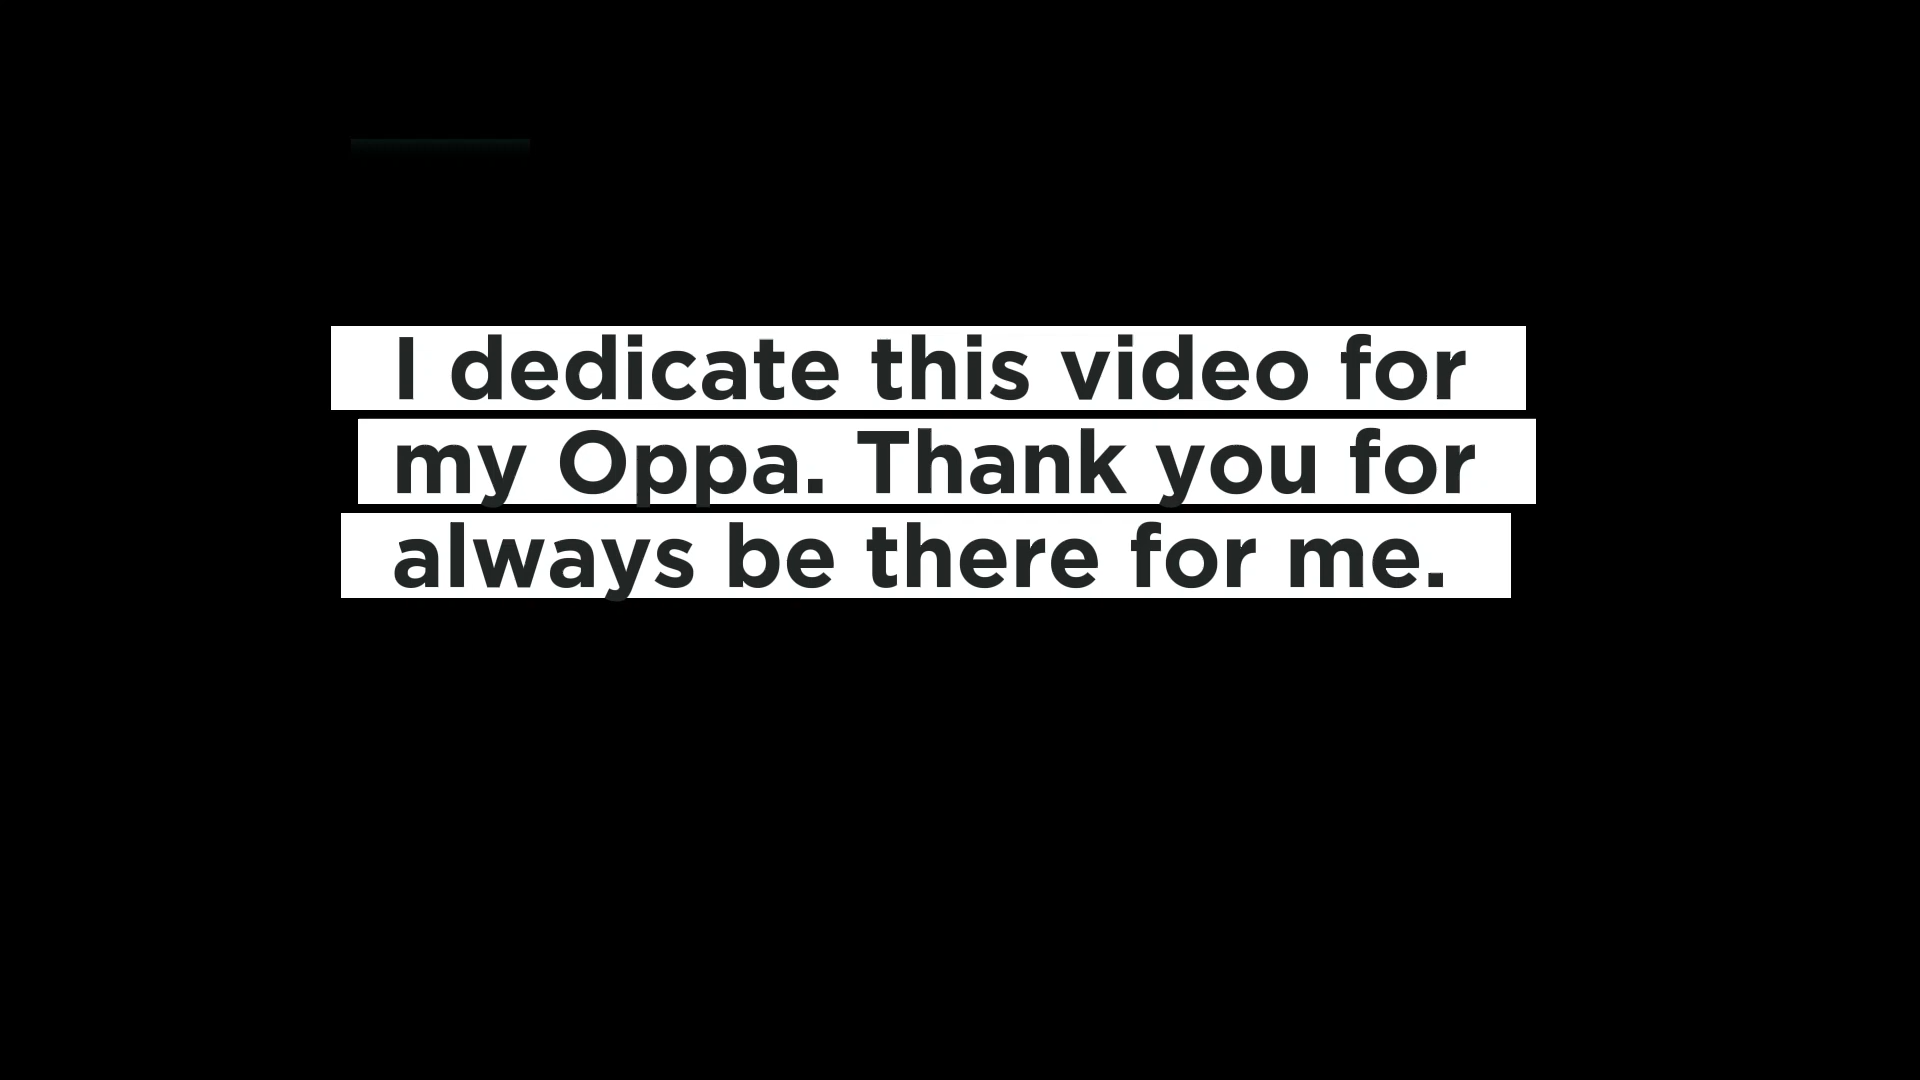 I dedicate this video for
my Oppa. Thank you for
always be there for me.